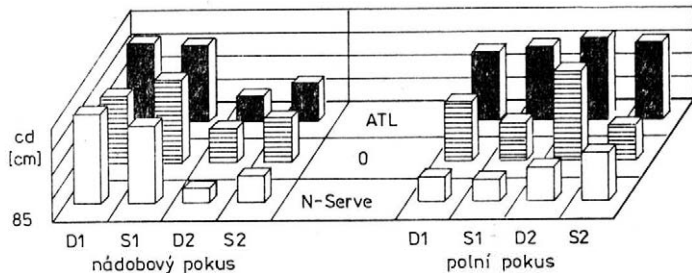 ATL
cd
[cm]
0
85
N-Serve
D1 S1 D2 S2
D1 S1 D2 S2
nádobový pokus
polní pokus